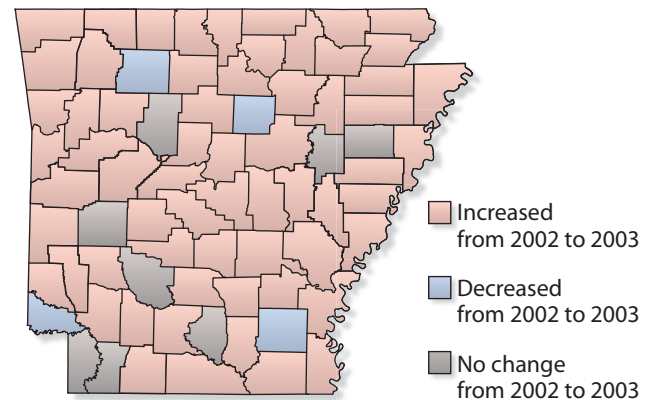 Increased
from 2002 to 2003
Decreased
from 2002 to 2003
No change
from 2002 to 2003